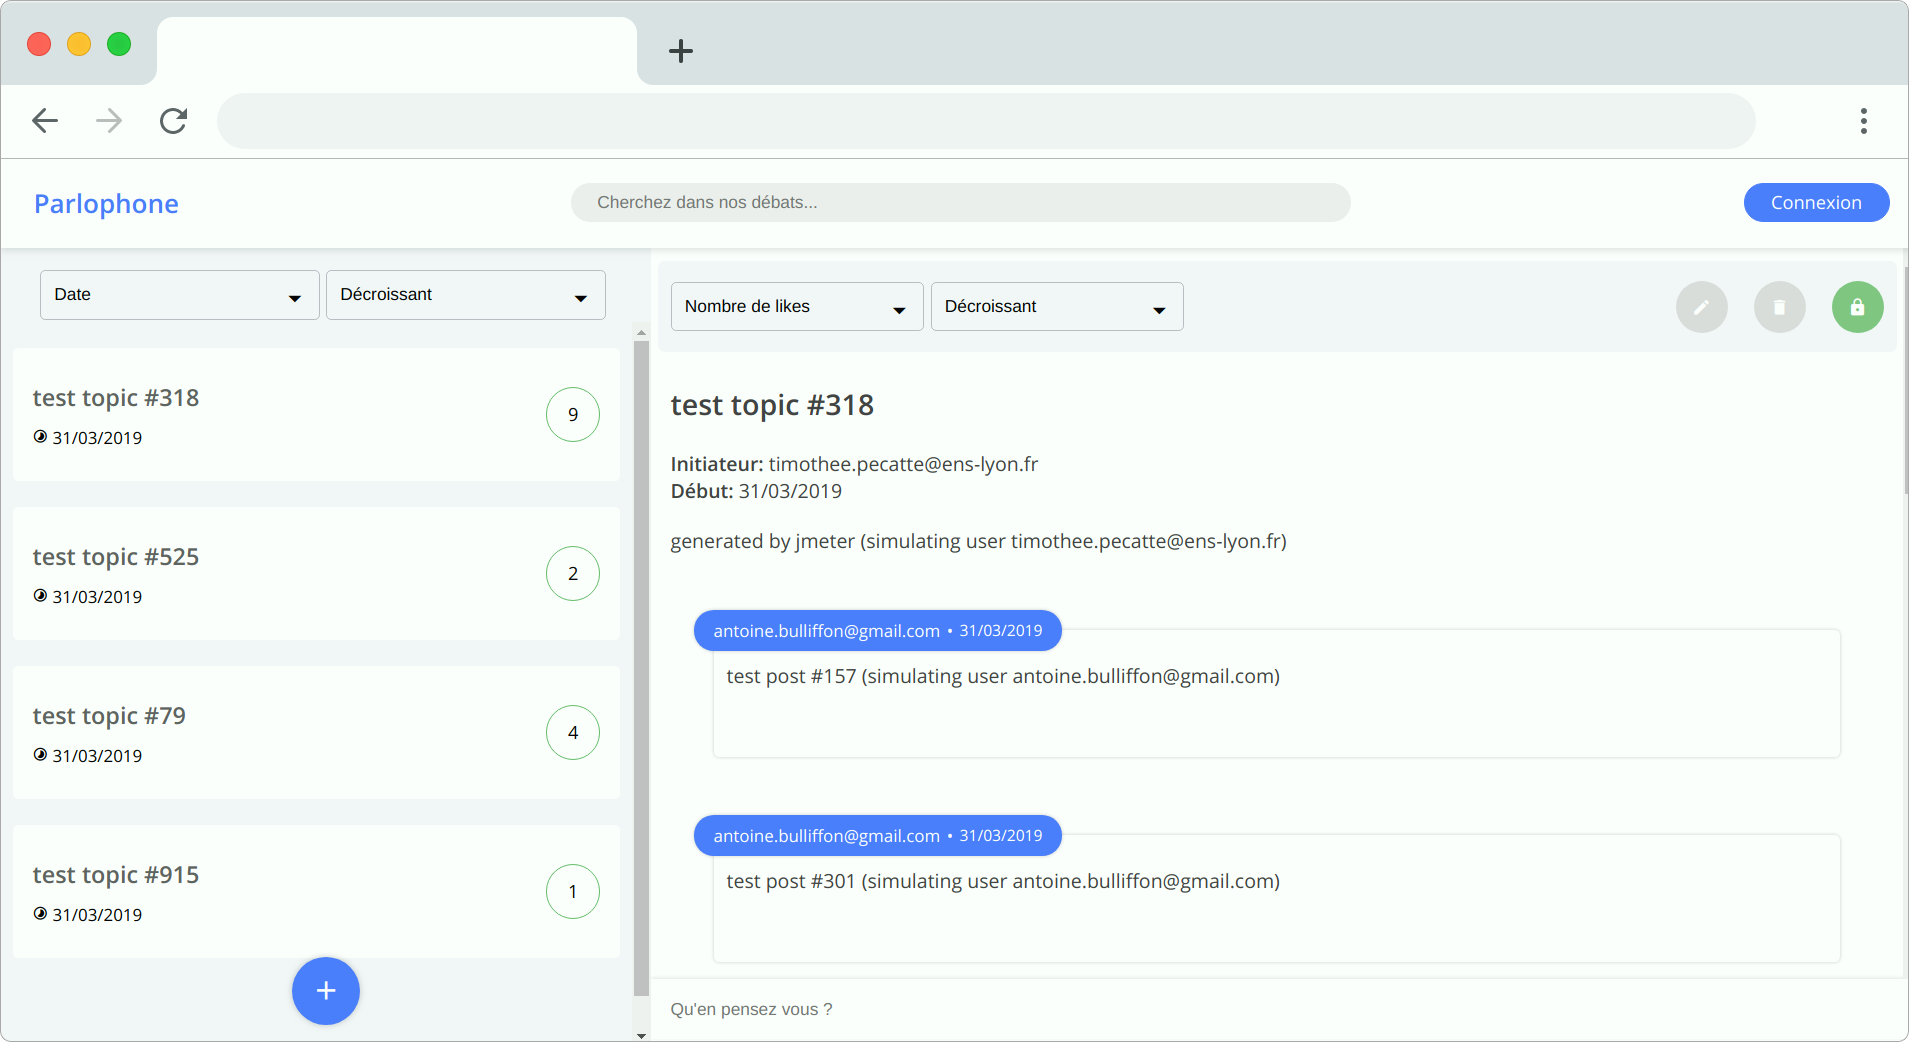 Parlophone
Cherchez dans nos débats...
Connexion
Date
Décroissant
test topic #318
31/03/2019
9
test topic #525
31/03/2019
2
test topic #79
31/03/2019
4
test topic #915
31/03/2019
1
+
Nombre de likes
Décroissant
test topic #318
Initiateur: timothee.pecatte@ens-lyon.fr
Début: 31/03/2019
generated by jmeter (simulating user timothee.pecatte@ens-lyon.fr)
antoine.bulliffon@gmail.com • 31/03/2019
test post #157 (simulating user antoine.bulliffon@gmail.com)
antoine.bulliffon@gmail.com • 31/03/2019
test post #301 (simulating user antoine.bulliffon@gmail.com)
Qu'en pensez vous ?